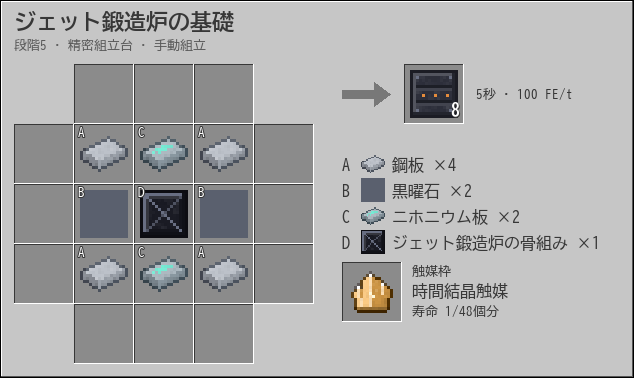 ジェット鍛造炉の基礎
段階5 · 精密組立台 · 手動組立
A C A
B D B
A C A
8
5秒 · 100 FE/t
A 鋼板 ×4
B 黒曜石 ×2
C ニホニウム板 ×2
D ジェット鍛造炉の骨組み ×1
触媒枠
時間結晶触媒
寿命 1/48個分